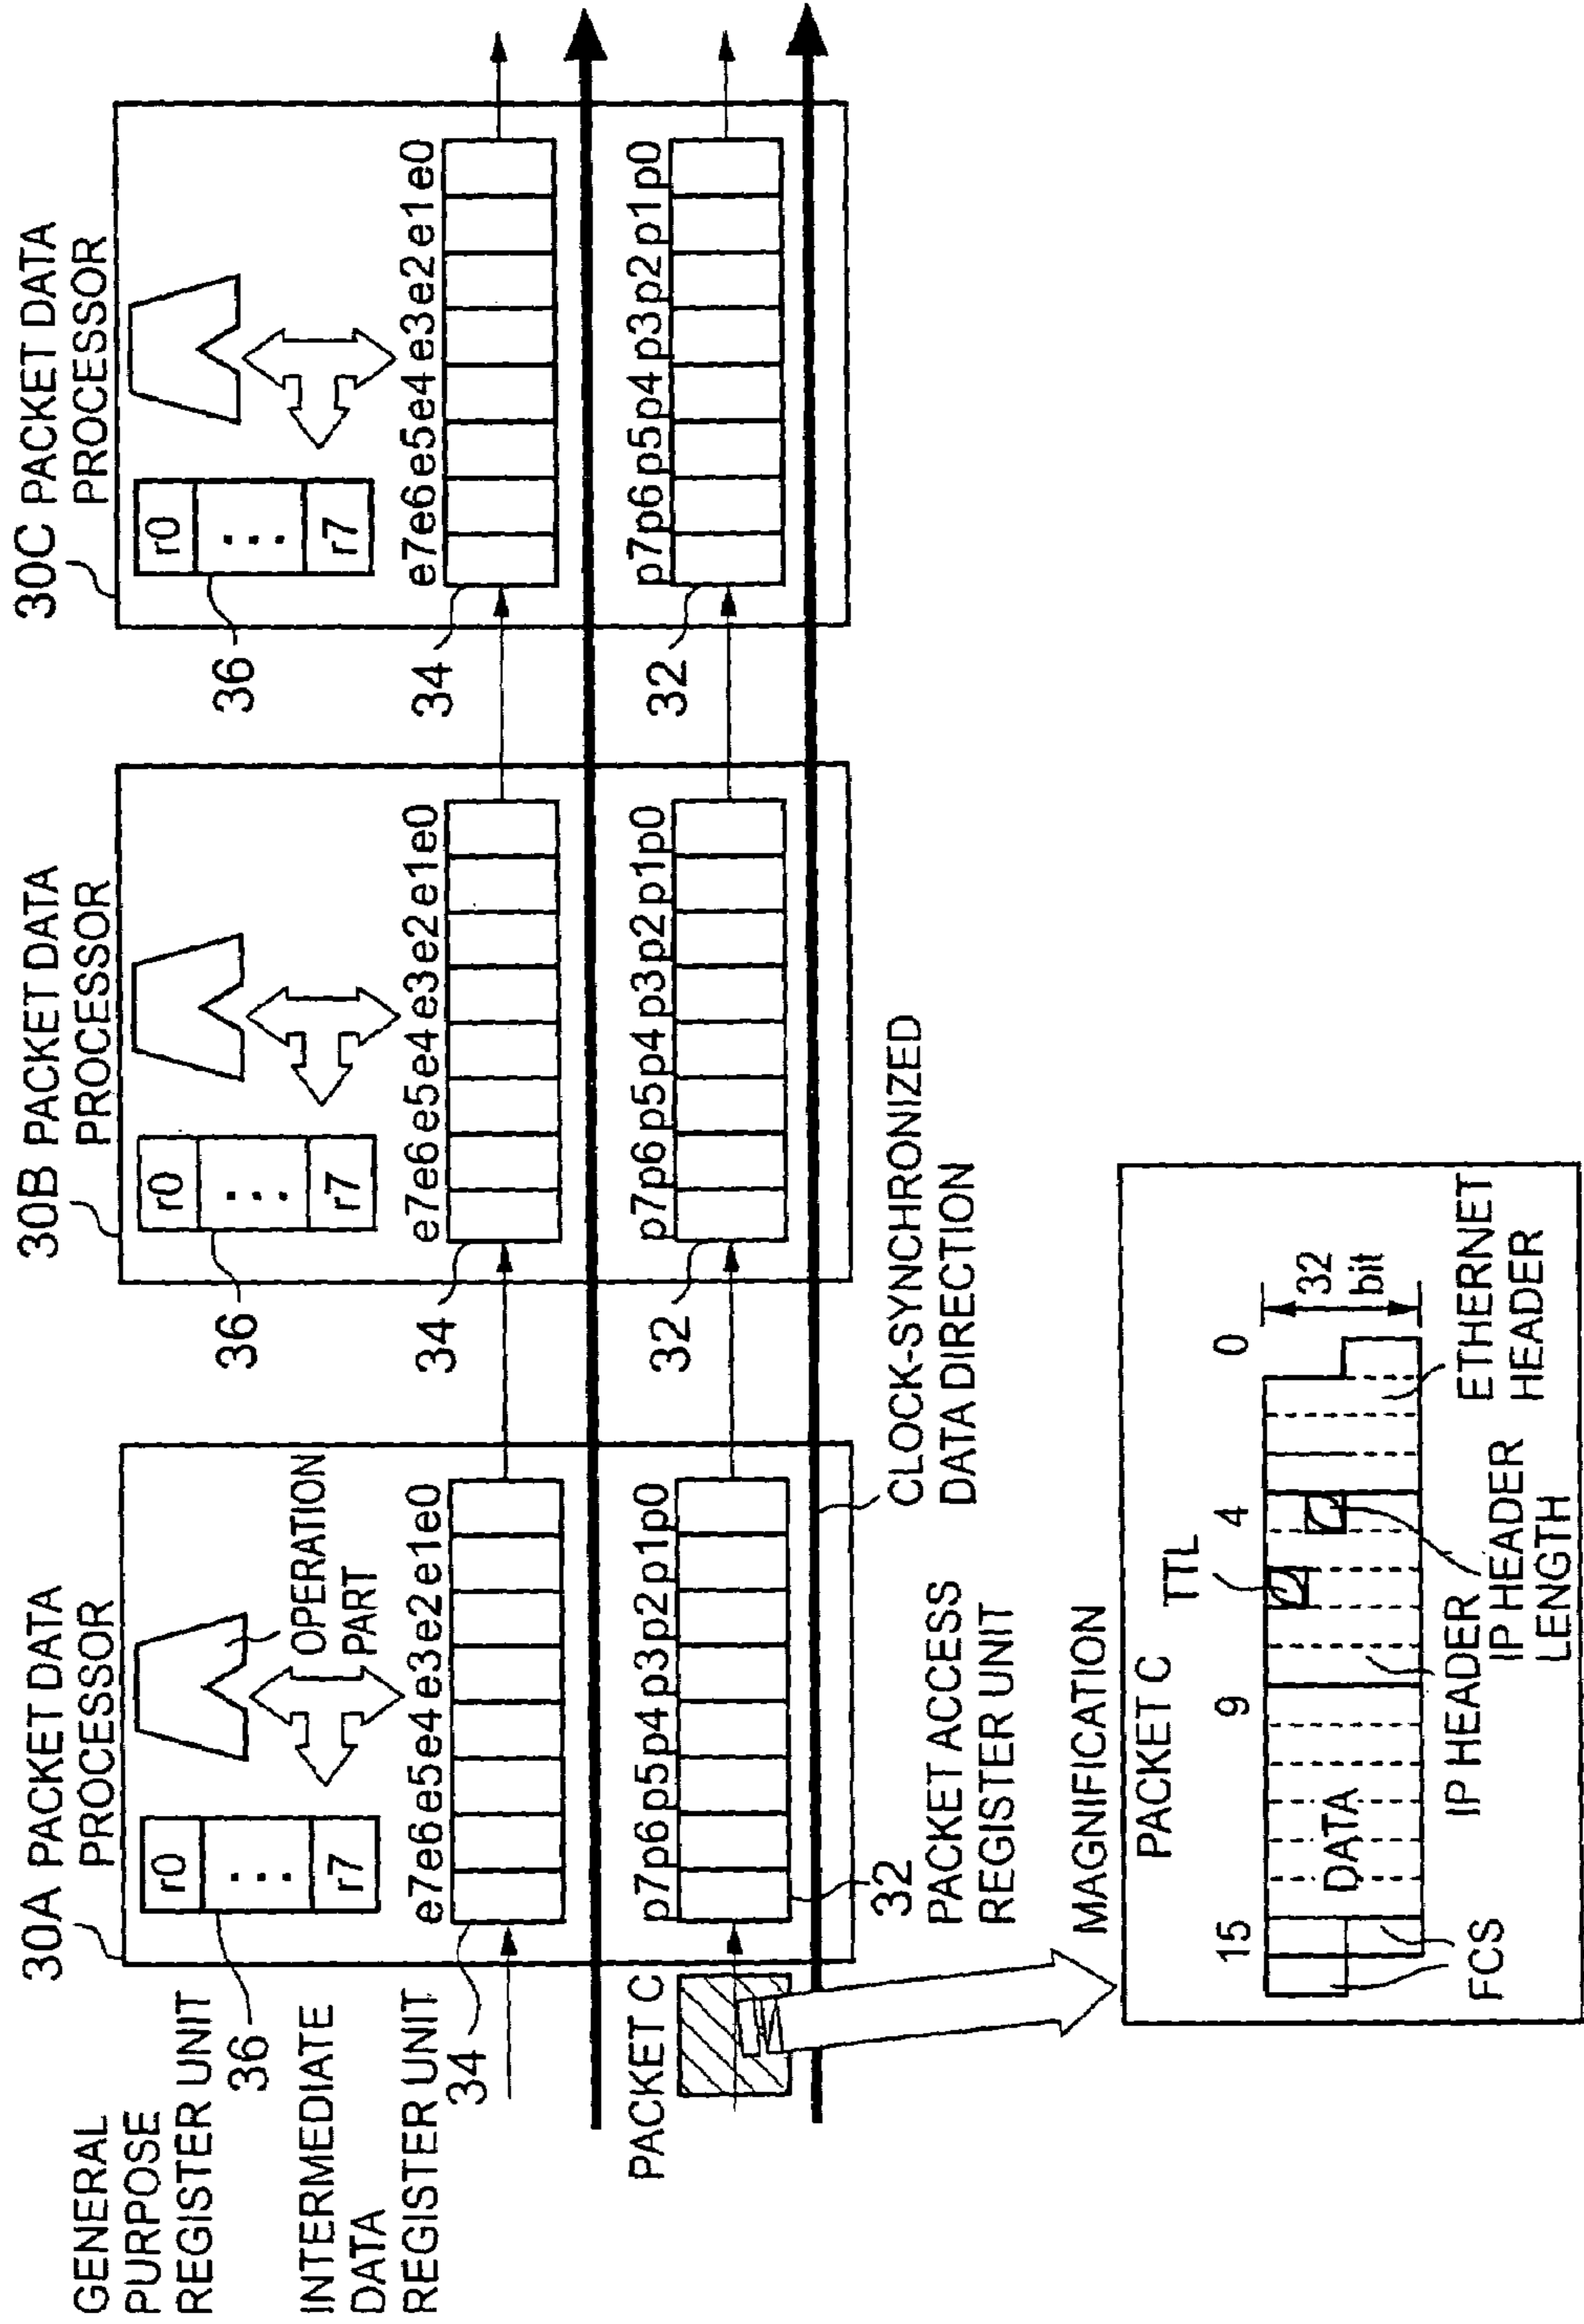 30A PACKET DATA
PROCESSOR
30B PACKET DATA
PROCESSOR
30C PACKET DATA
PROCESSOR
GENERAL
PURPOSE
REGISTER UNIT
36
r0
...
r7
OPERATION
PART
36
r0
...
r7
36
r0
...
r7
INTERMEDIATE
DATA
REGISTER UNIT
34
e7e6e5e4e3e2e1e0
34
e7e6e5e4e3e2e1e0
34
e7e6e5e4e3e2e1e0
PACKET C
p7p6p5p4p3p2p1p0
32
p7p6p5p4p3p2p1p0
32
p7p6p5p4p3p2p1p0
32
PACKET ACCESS
REGISTER UNIT
CLOCK-SYNCHRONIZED
DATA DIRECTION
MAGNIFICATION
PACKET C
TTL
15
9
4
0
DATA
32
bit
FCS
IP HEADER
IP HEADER
LENGTH
ETHERNET
HEADER